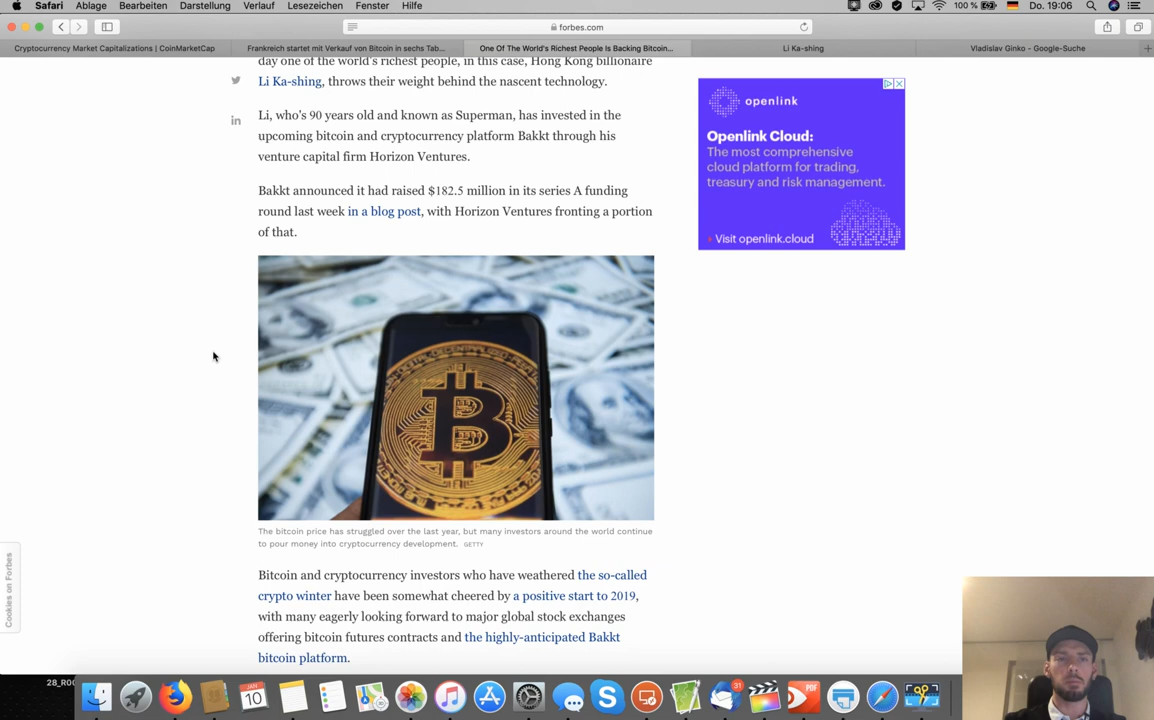 Safari Ablage Bearbeiten Darstellung Verlauf Lesezeichen Fenster Hilfe 100 % Do. 19:06
forbes.com
Cryptocurrency Market Capitalizations | CoinMarketCap Frankreich startet mit Verkauf von Bitcoin in sechs Tab... One Of The World's Richest People Is Backing Bitcoin... Li Ka-shing Vladislav Ginko - Google-Suche
day one of the world's richest people, in this case, Hong Kong billionaire
Li Ka-shing, throws their weight behind the nascent technology.
Li, who's 90 years old and known as Superman, has invested in the
upcoming bitcoin and cryptocurrency platform Bakkt through his
venture capital firm Horizon Ventures.
Bakkt announced it had raised $182.5 million in its series A funding
round last week in a blog post, with Horizon Ventures fronting a portion
of that.
openlink
Openlink Cloud:
The most comprehensive
cloud platform for trading,
treasury and risk management.
Visit openlink.cloud
The bitcoin price has struggled over the last year, but many investors around the world continue
to pour money into cryptocurrency development. GETTY
Bitcoin and cryptocurrency investors who have weathered the so-called
crypto winter have been somewhat cheered by a positive start to 2019,
with many eagerly looking forward to major global stock exchanges
offering bitcoin futures contracts and the highly-anticipated Bakkt
bitcoin platform.
Cookies on Forbes
JAN
10
31
PDF